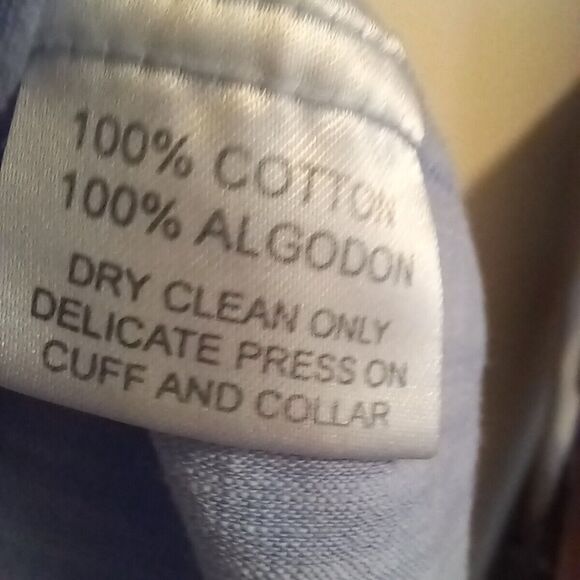 100% COTTON
100% ALGODON
DRY CLEAN ONLY
DELICATE PRESS ON
CUFF AND COLLAR